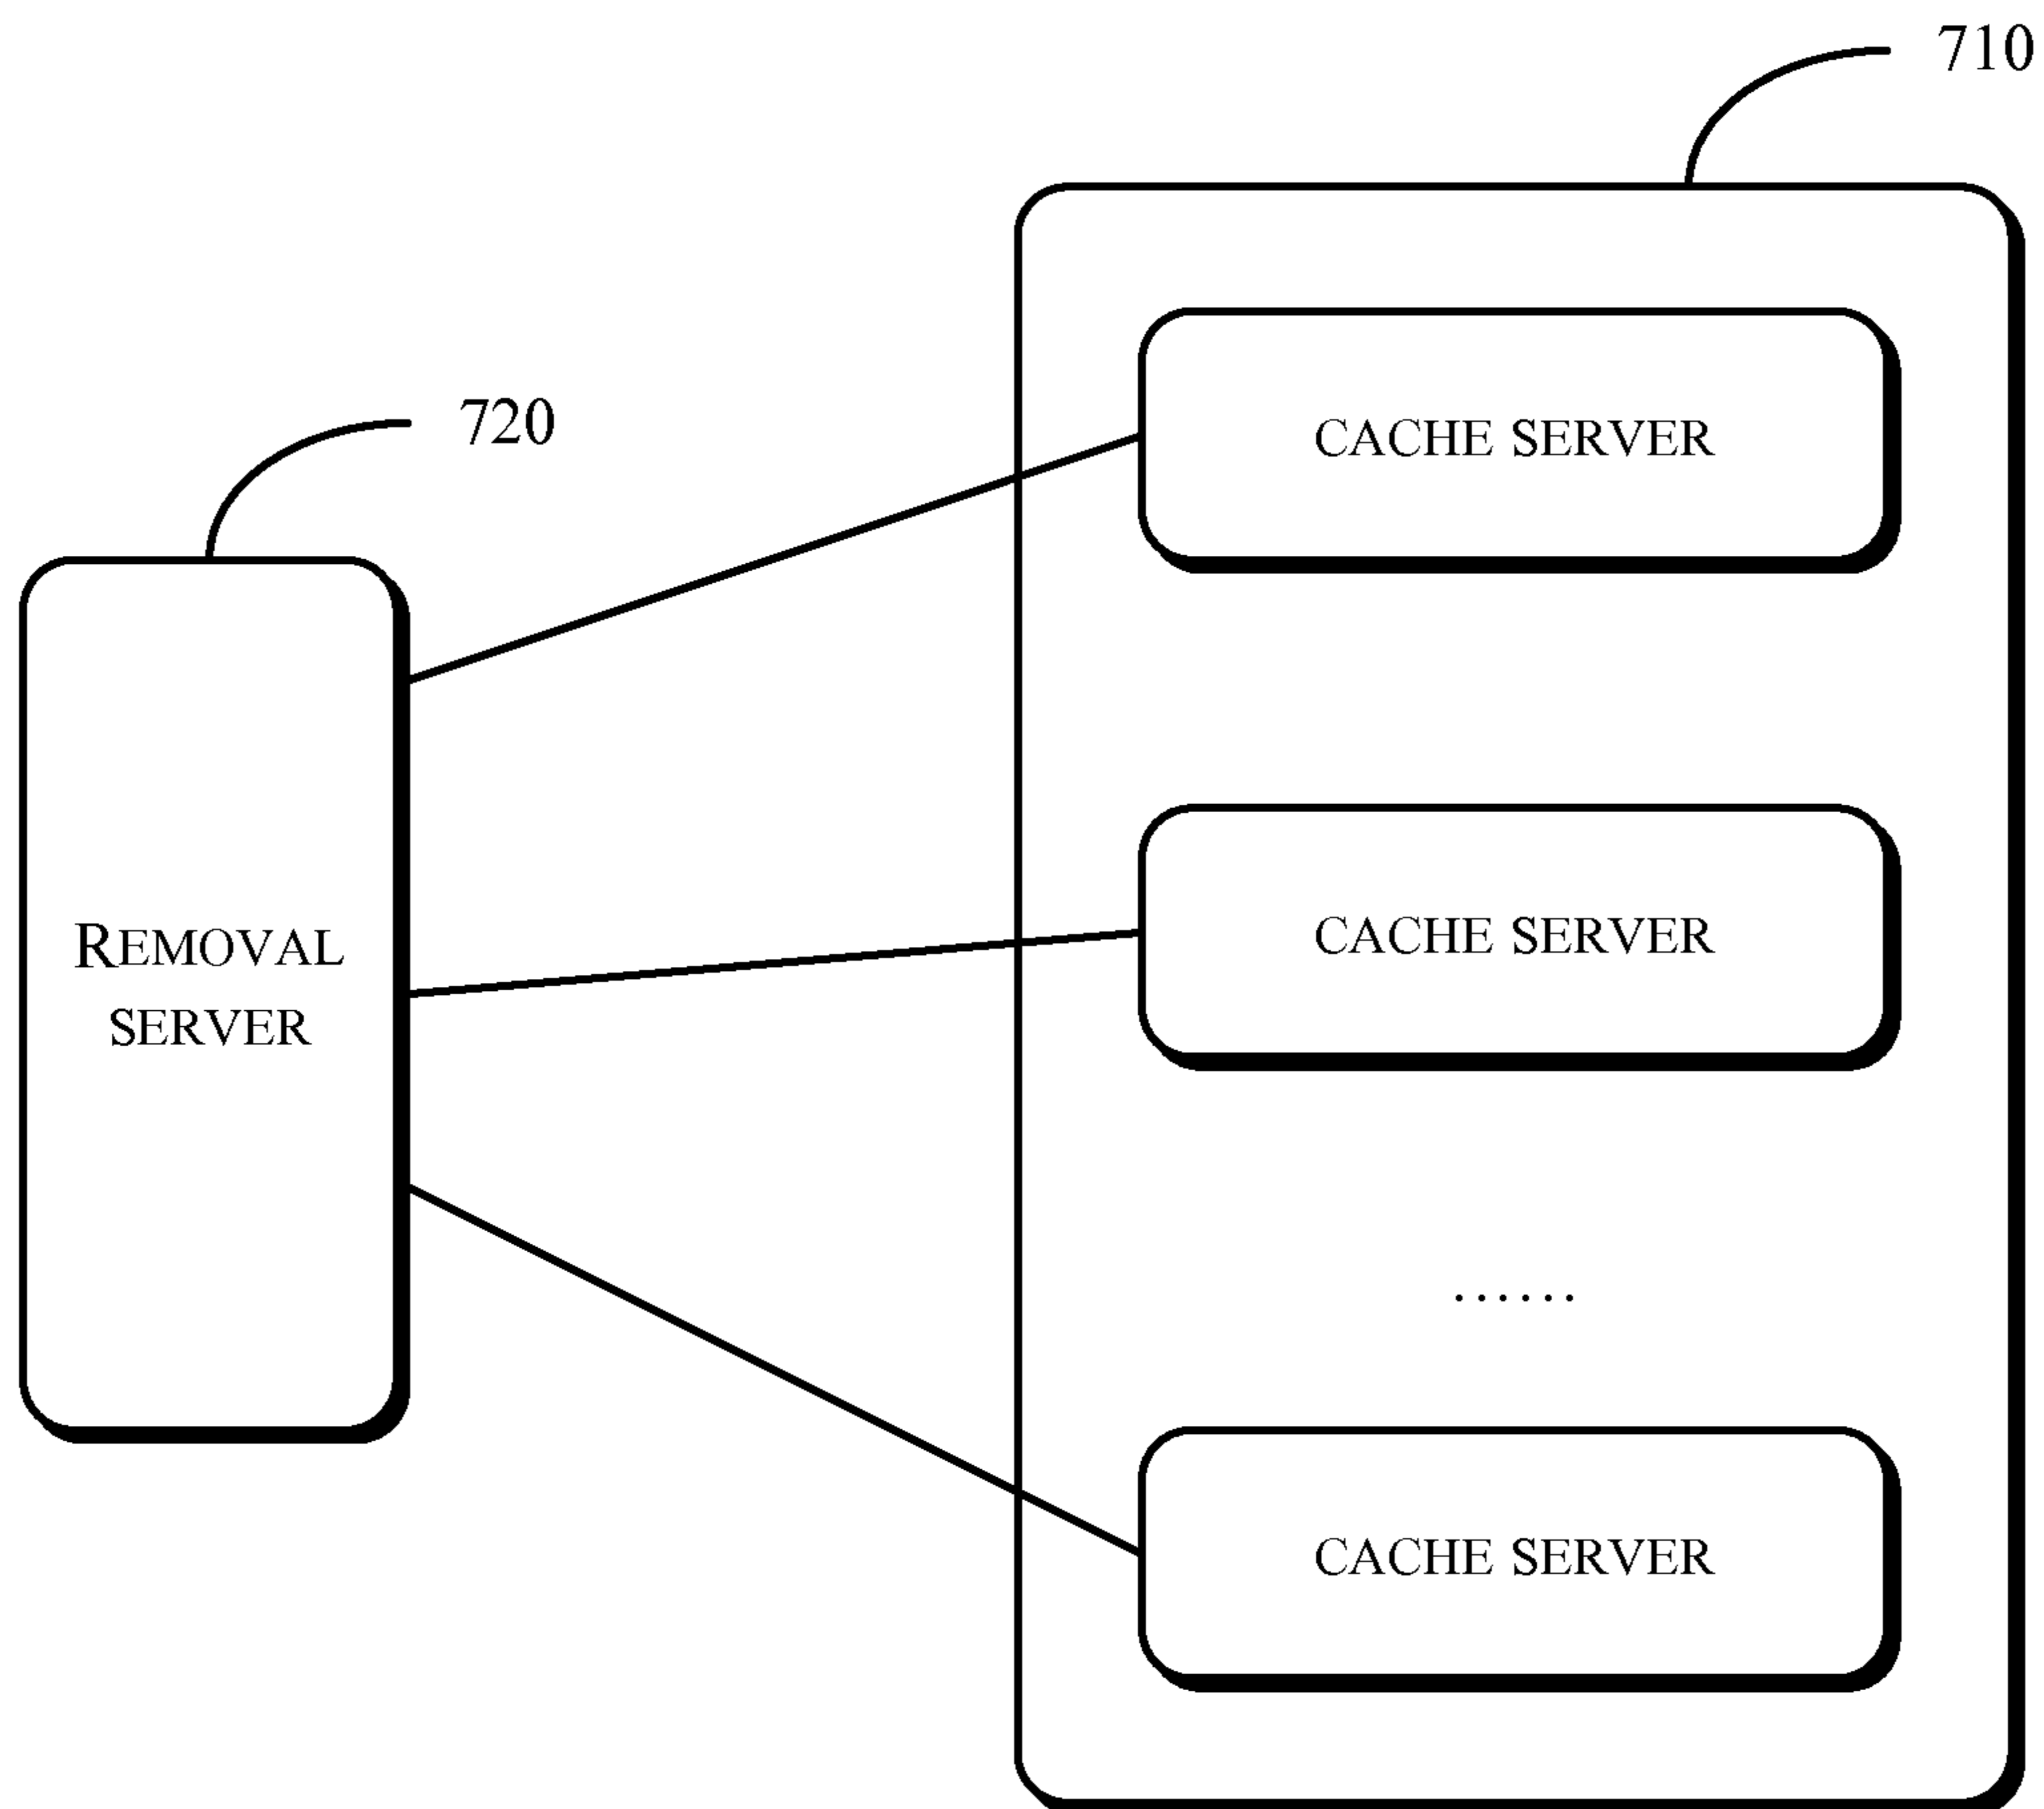 710
720
CACHE SERVER
CACHE SERVER
REMOVAL
SERVER
......
CACHE SERVER